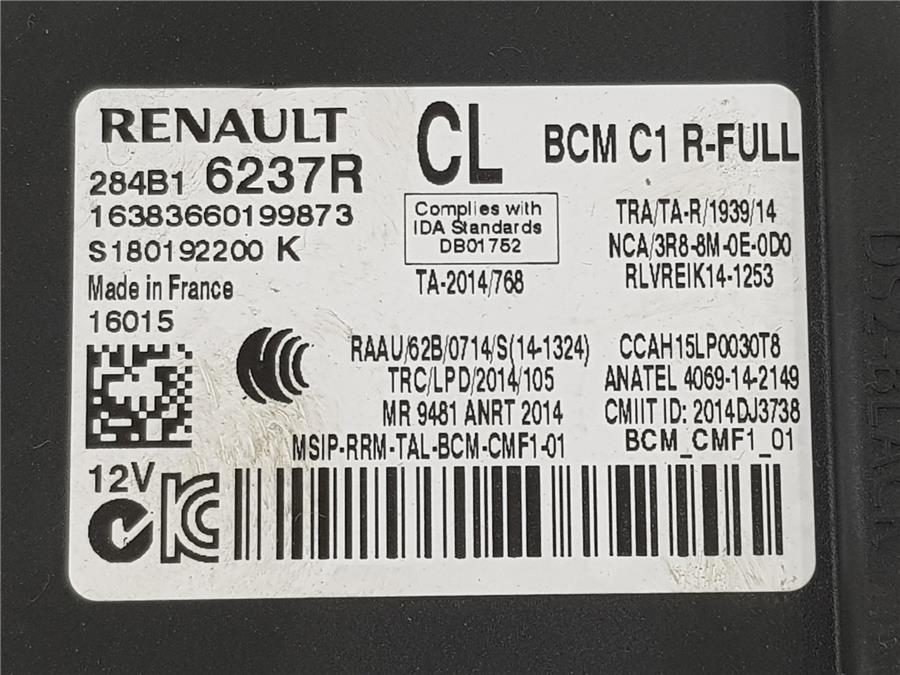 RENAULT
284B1 6237R
16383660199873
S180192200 K
Made in France
16015
CL
BCM C1 R-FULL
Complies with
IDA Standards
DB01752
TA-2014/768
TRA/TA-R/1939/14
NCA/3R8-8M-0E-0D0
RLVREIK14-1253
RAAU/62B/0714/S(14-1324)
TRC/LPD/2014/105
MR 9481 ANRT 2014
MSIP-RRM-TAL-BCM-CMF1-01
CCAH15LP0030T8
ANATEL 4069-14-2149
CMIIT ID: 2014DJ3738
BCM_CMF1_01
12V